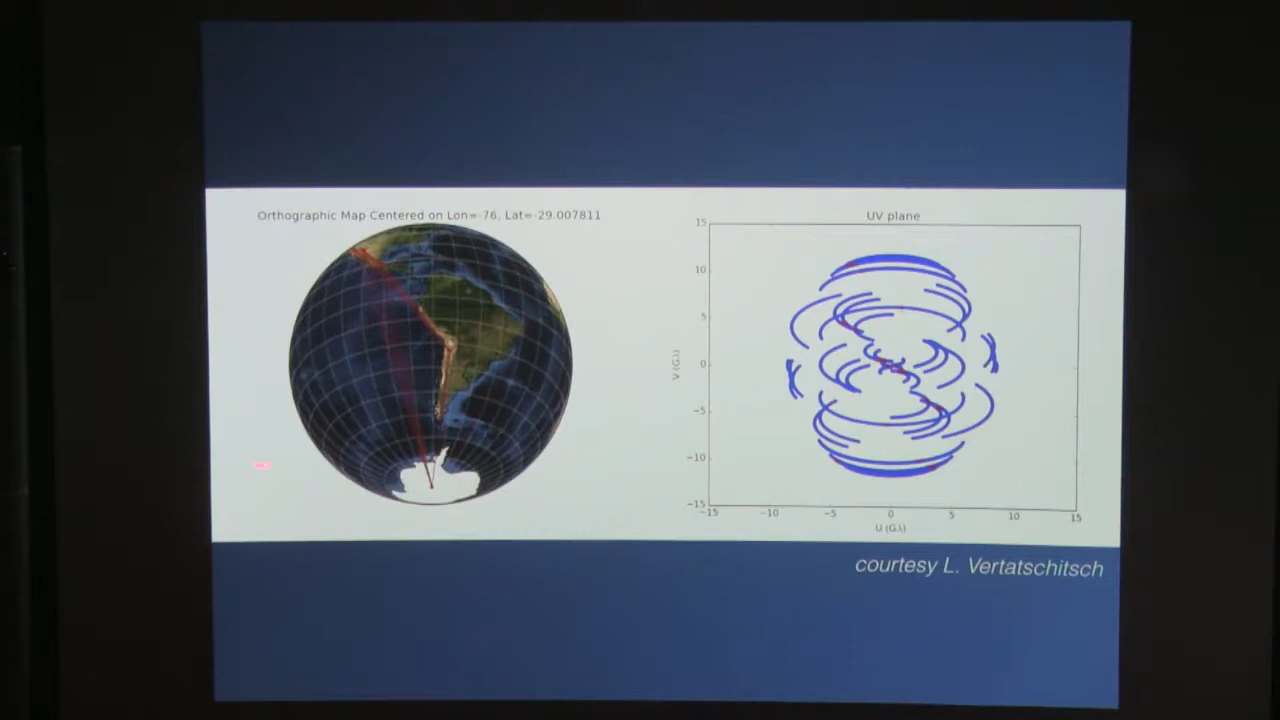 Orthographic Map Centered on Lon=-76, Lat=-29.007811
UV plane
15
10
5
0
−5
−10
−15
V (Gλ)
−15
−10
−5
0
5
10
15
U (Gλ)
courtesy L. Vertatschitsch